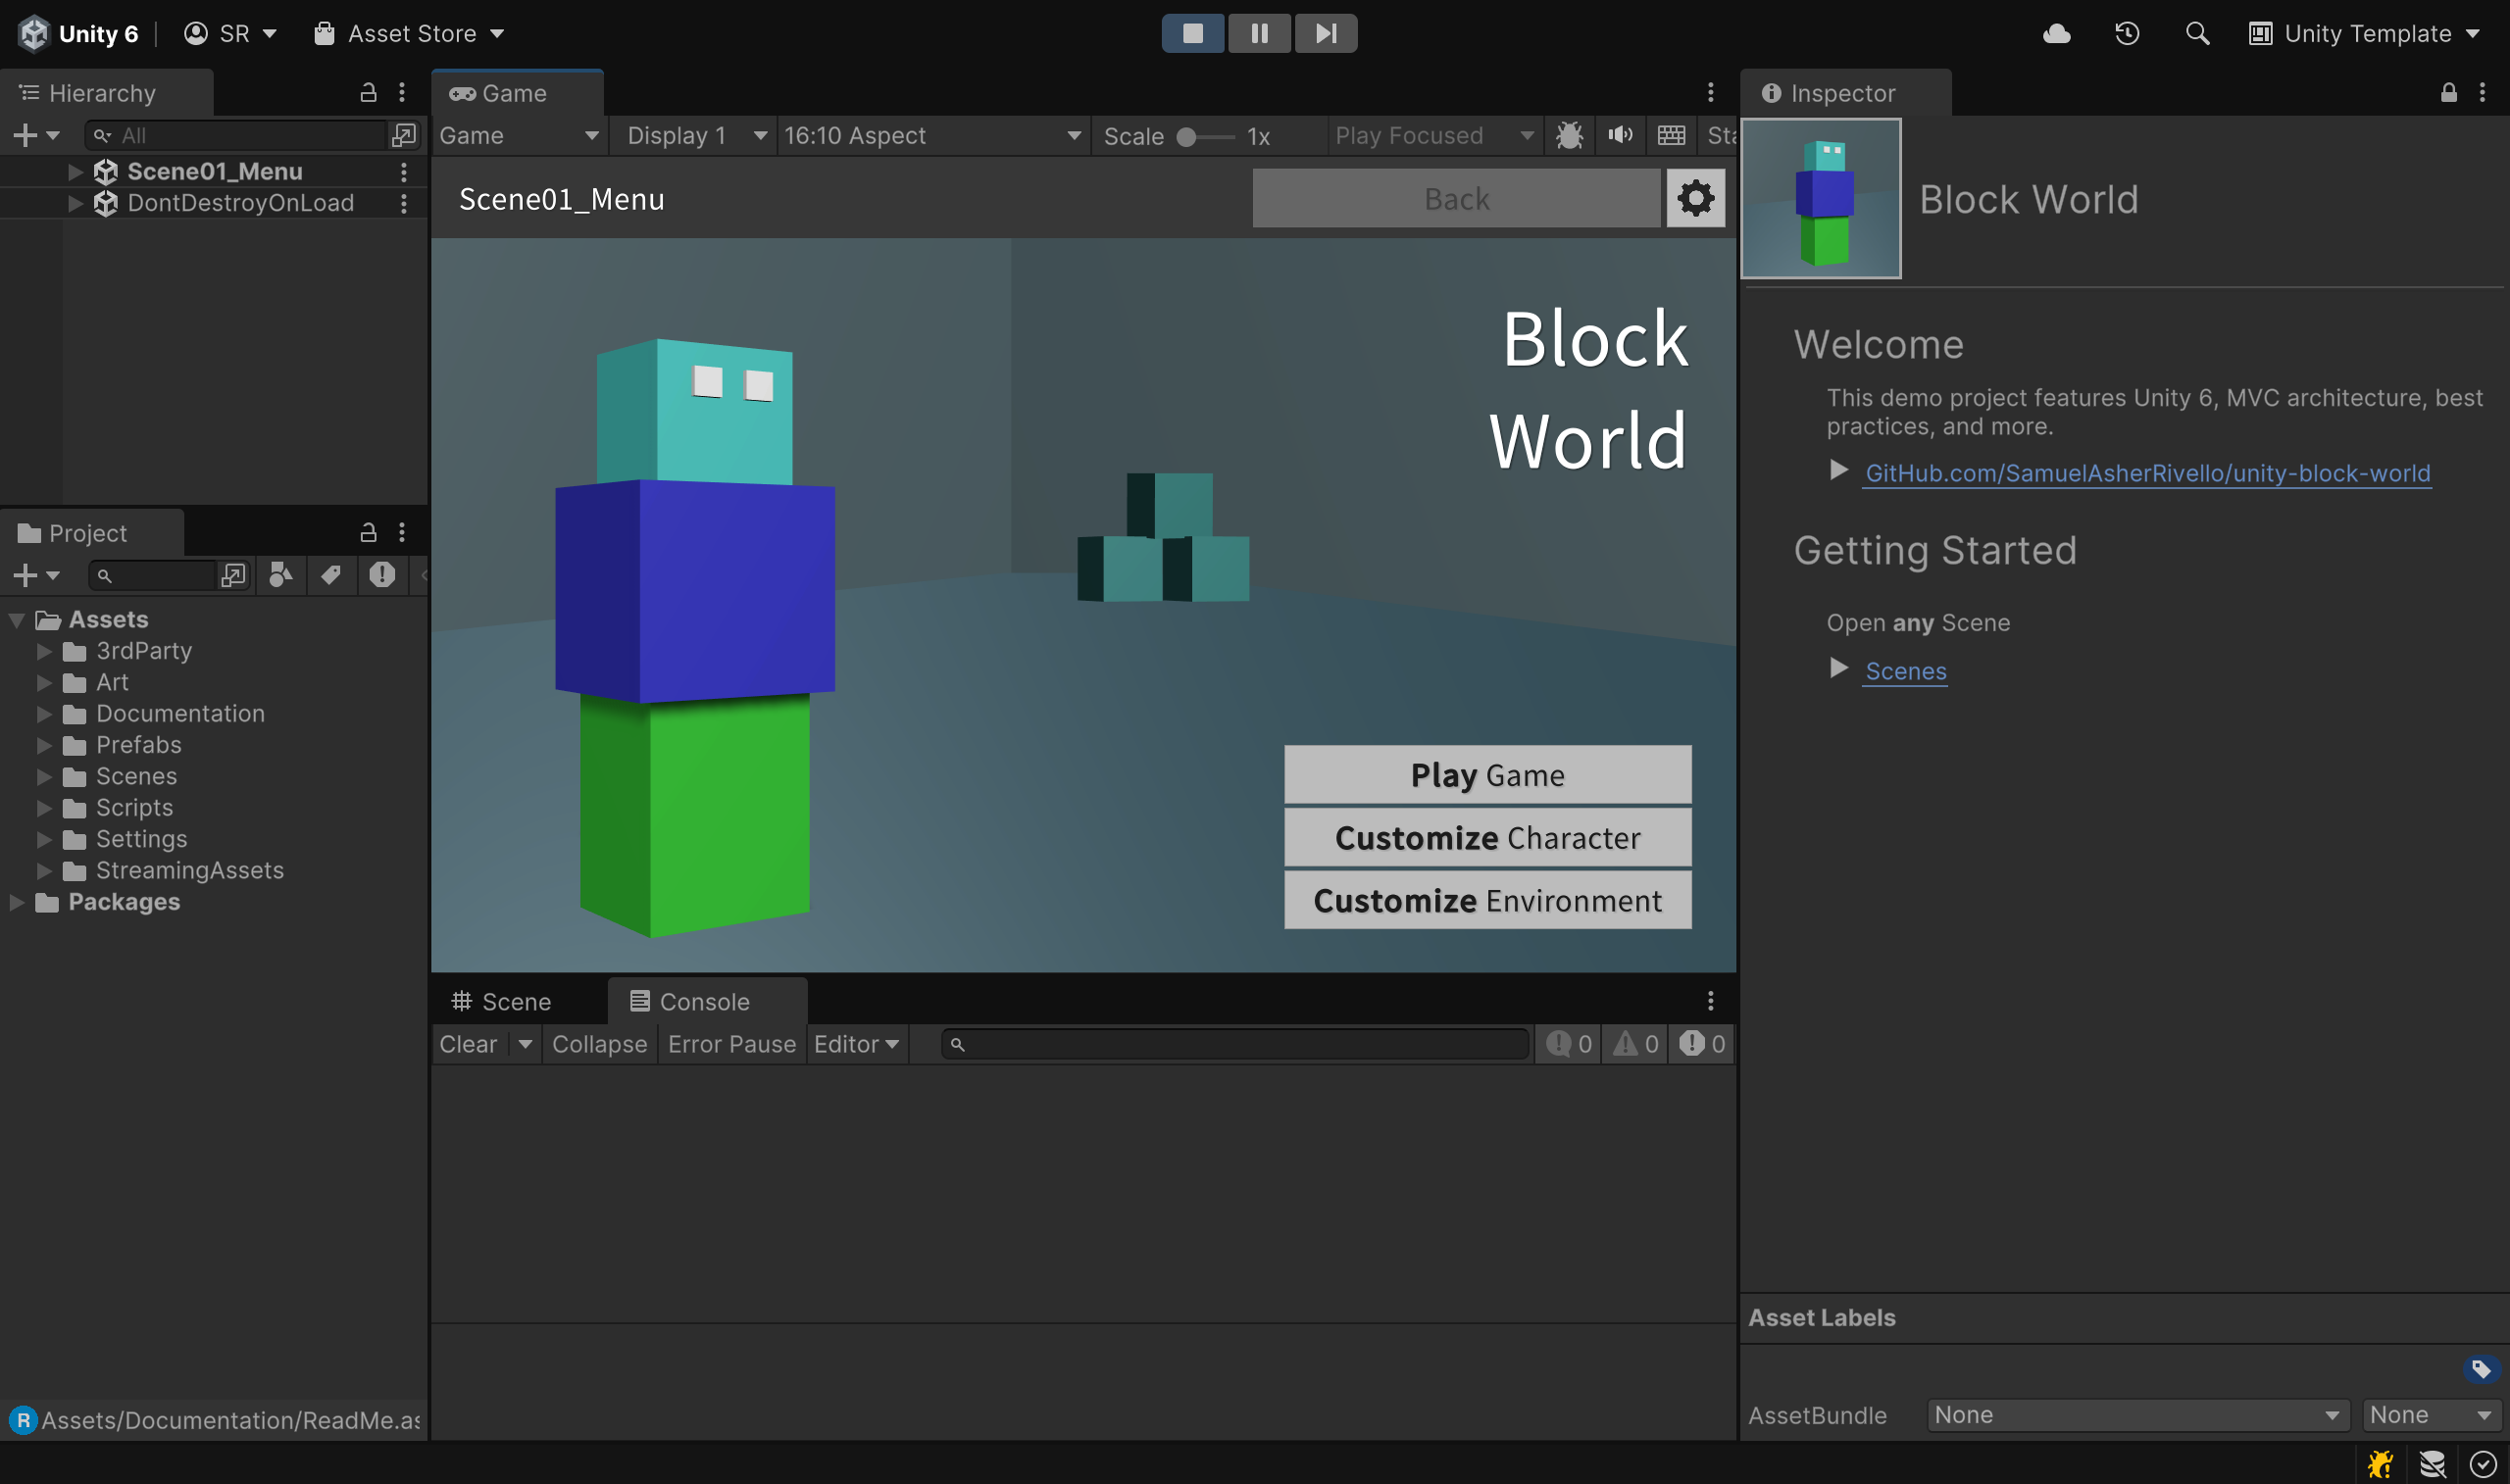 Unity 6
SR
Asset Store
Unity Template
Hierarchy
All
Scene01_Menu
DontDestroyOnLoad
Project
Assets
3rdParty
Art
Documentation
Prefabs
Scenes
Scripts
Settings
StreamingAssets
Packages
R Assets/Documentation/ReadMe.as
Game
Game Display 1 16:10 Aspect Scale 1x Play Focused Sta
Scene01_Menu Back
Block
World
Play Game
Customize Character
Customize Environment
Scene Console
Clear Collapse Error Pause Editor 0 0 0
Inspector
Block World
Welcome
This demo project features Unity 6, MVC architecture, best
practices, and more.
GitHub.com/SamuelAsherRivello/unity-block-world
Getting Started
Open any Scene
Scenes
Asset Labels
AssetBundle None None